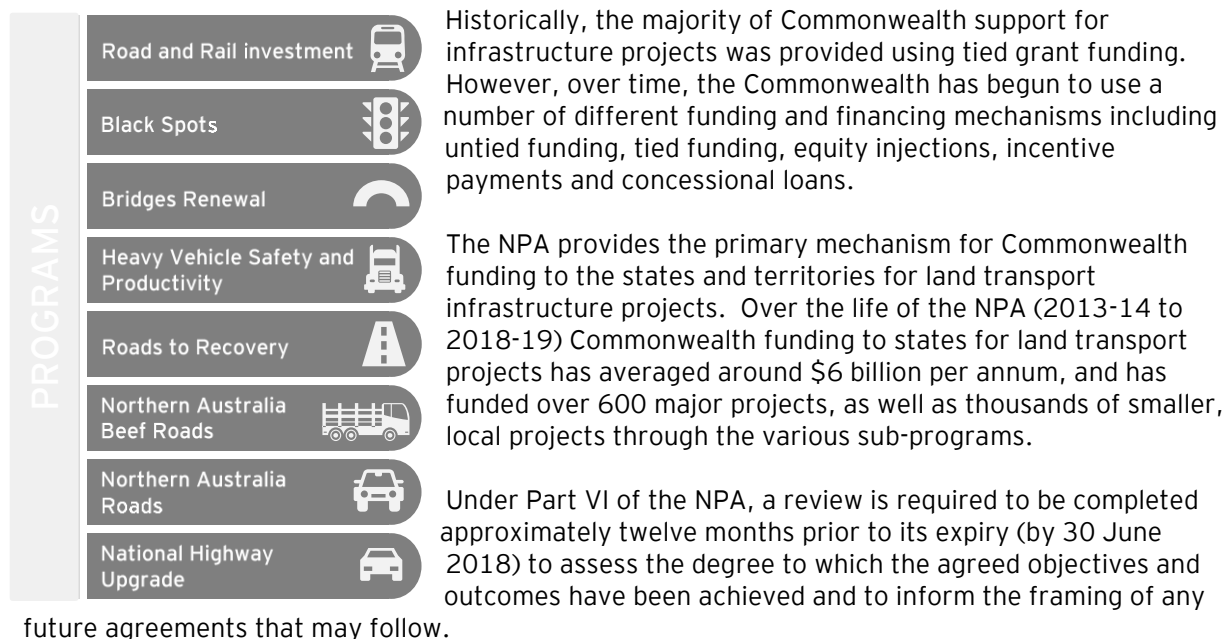 PROGRAMS
Road and Rail investment
Black Spots
Bridges Renewal
Heavy Vehicle Safety and
Productivity
Roads to Recovery
Northern Australia
Beef Roads
Northern Australia
Roads
National Highway
Upgrade
Historically, the majority of Commonwealth support for
infrastructure projects was provided using tied grant funding.
However, over time, the Commonwealth has begun to use a
number of different funding and financing mechanisms including
untied funding, tied funding, equity injections, incentive
payments and concessional loans.
The NPA provides the primary mechanism for Commonwealth
funding to the states and territories for land transport
infrastructure projects.  Over the life of the NPA (2013-14 to
2018-19) Commonwealth funding to states for land transport
projects has averaged around $6 billion per annum, and has
funded over 600 major projects, as well as thousands of smaller,
local projects through the various sub-programs.
Under Part VI of the NPA, a review is required to be completed
approximately twelve months prior to its expiry (by 30 June
2018) to assess the degree to which the agreed objectives and
outcomes have been achieved and to inform the framing of any
future agreements that may follow.